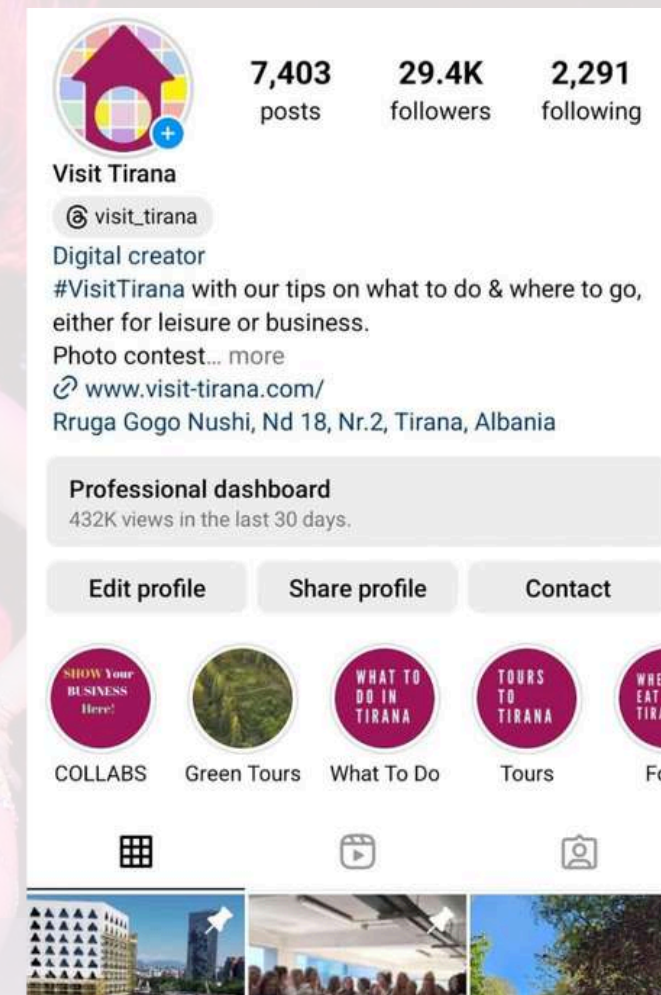 7,403 29.4K 2,291
posts followers following
Visit Tirana
visit_tirana
Digital creator
#VisitTirana with our tips on what to do & where to go,
either for leisure or business.
Photo contest... more
www.visit-tirana.com/
Rruga Gogo Nushi, Nd 18, Nr.2, Tirana, Albania
Professional dashboard
432K views in the last 30 days.
Edit profile Share profile Contact
SHOW Your
BUSINESS
Here!
WHAT TO
DO IN
TIRANA
TOURS
TO
TIRANA
EAT
COLLABS Green Tours What To Do Tours